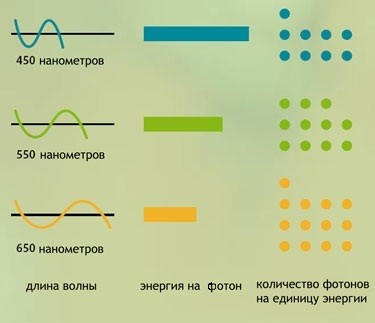 450 нанометров
550 нанометров
650 нанометров
длина волны
энергия на фотон
количество фотонов
на единицу энергии